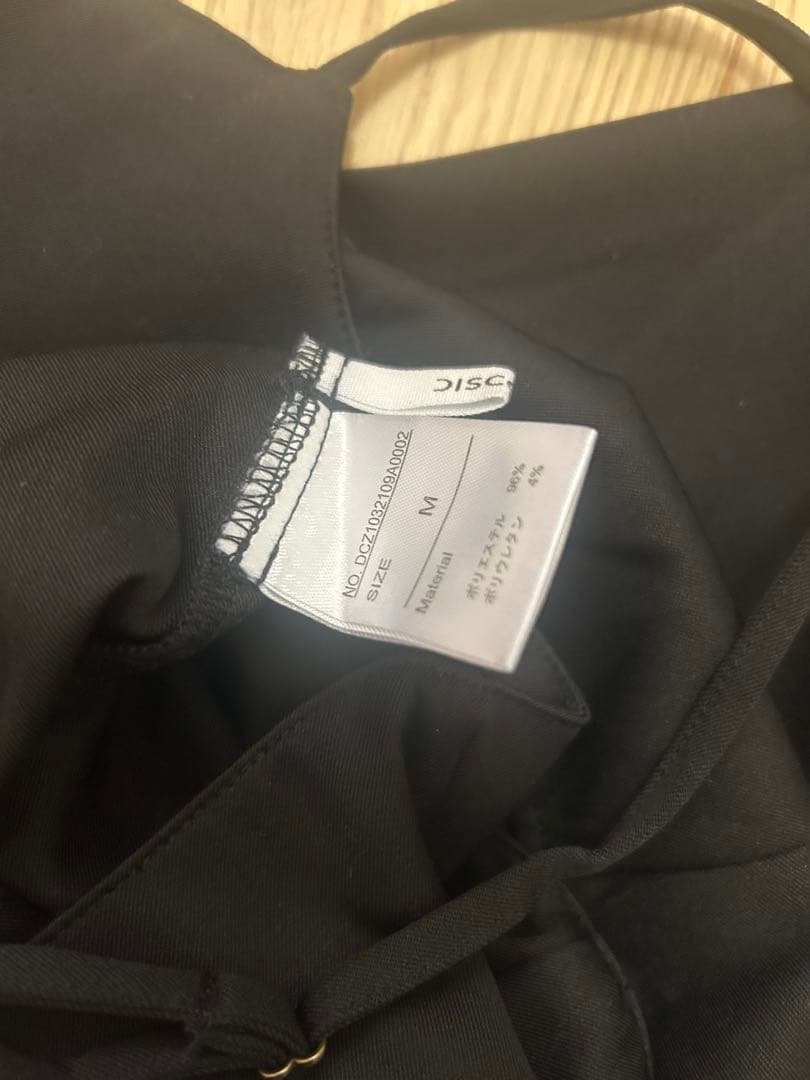 DISC
NO. DCZ1032109A0002
SIZE M
Material
ポリエステル 96%
ポリウレタン 4%